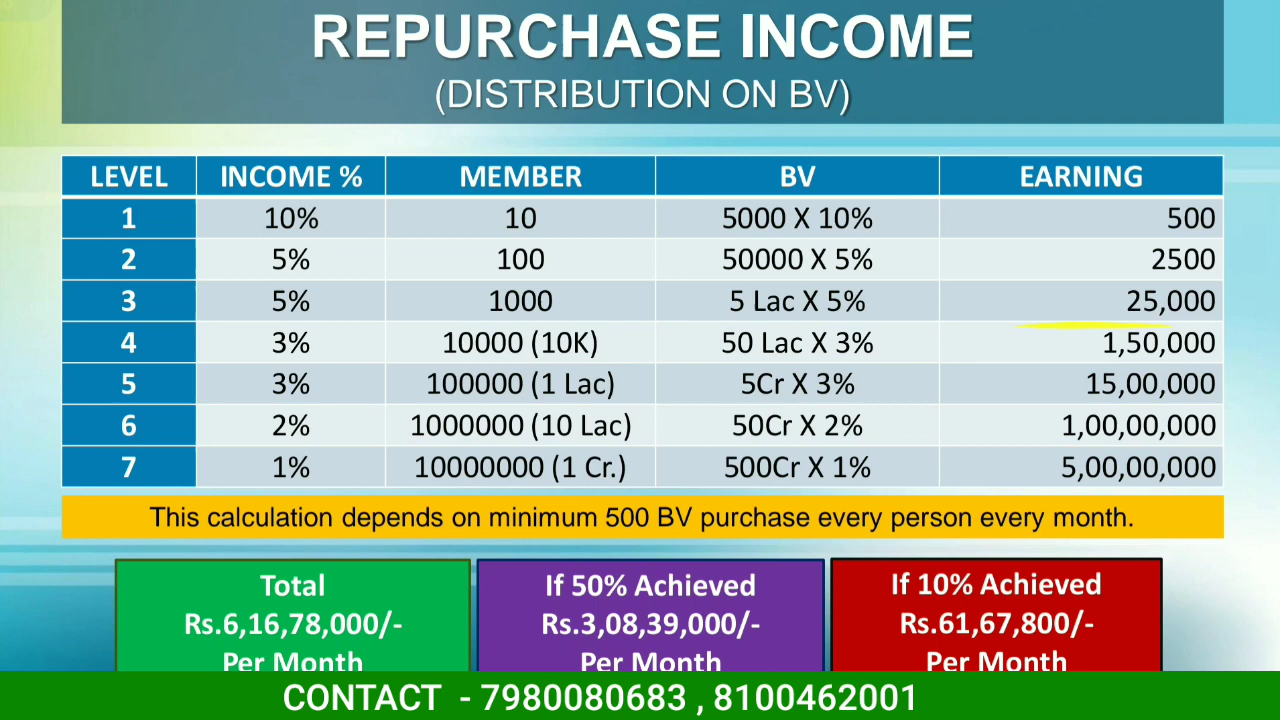 REPURCHASE INCOME
(DISTRIBUTION ON BV)
LEVEL INCOME % MEMBER BV EARNING
1 10% 10 5000 X 10% 500
2 5% 100 50000 X 5% 2500
3 5% 1000 5 Lac X 5% 25,000
4 3% 10000 (10K) 50 Lac X 3% 1,50,000
5 3% 100000 (1 Lac) 5Cr X 3% 15,00,000
6 2% 1000000 (10 Lac) 50Cr X 2% 1,00,00,000
7 1% 10000000 (1 Cr.) 500Cr X 1% 5,00,00,000
This calculation depends on minimum 500 BV purchase every person every month.
Total
Rs.6,16,78,000/-
Per Month
If 50% Achieved
Rs.3,08,39,000/-
Per Month
If 10% Achieved
Rs.61,67,800/-
Per Month
CONTACT - 7980080683 , 8100462001